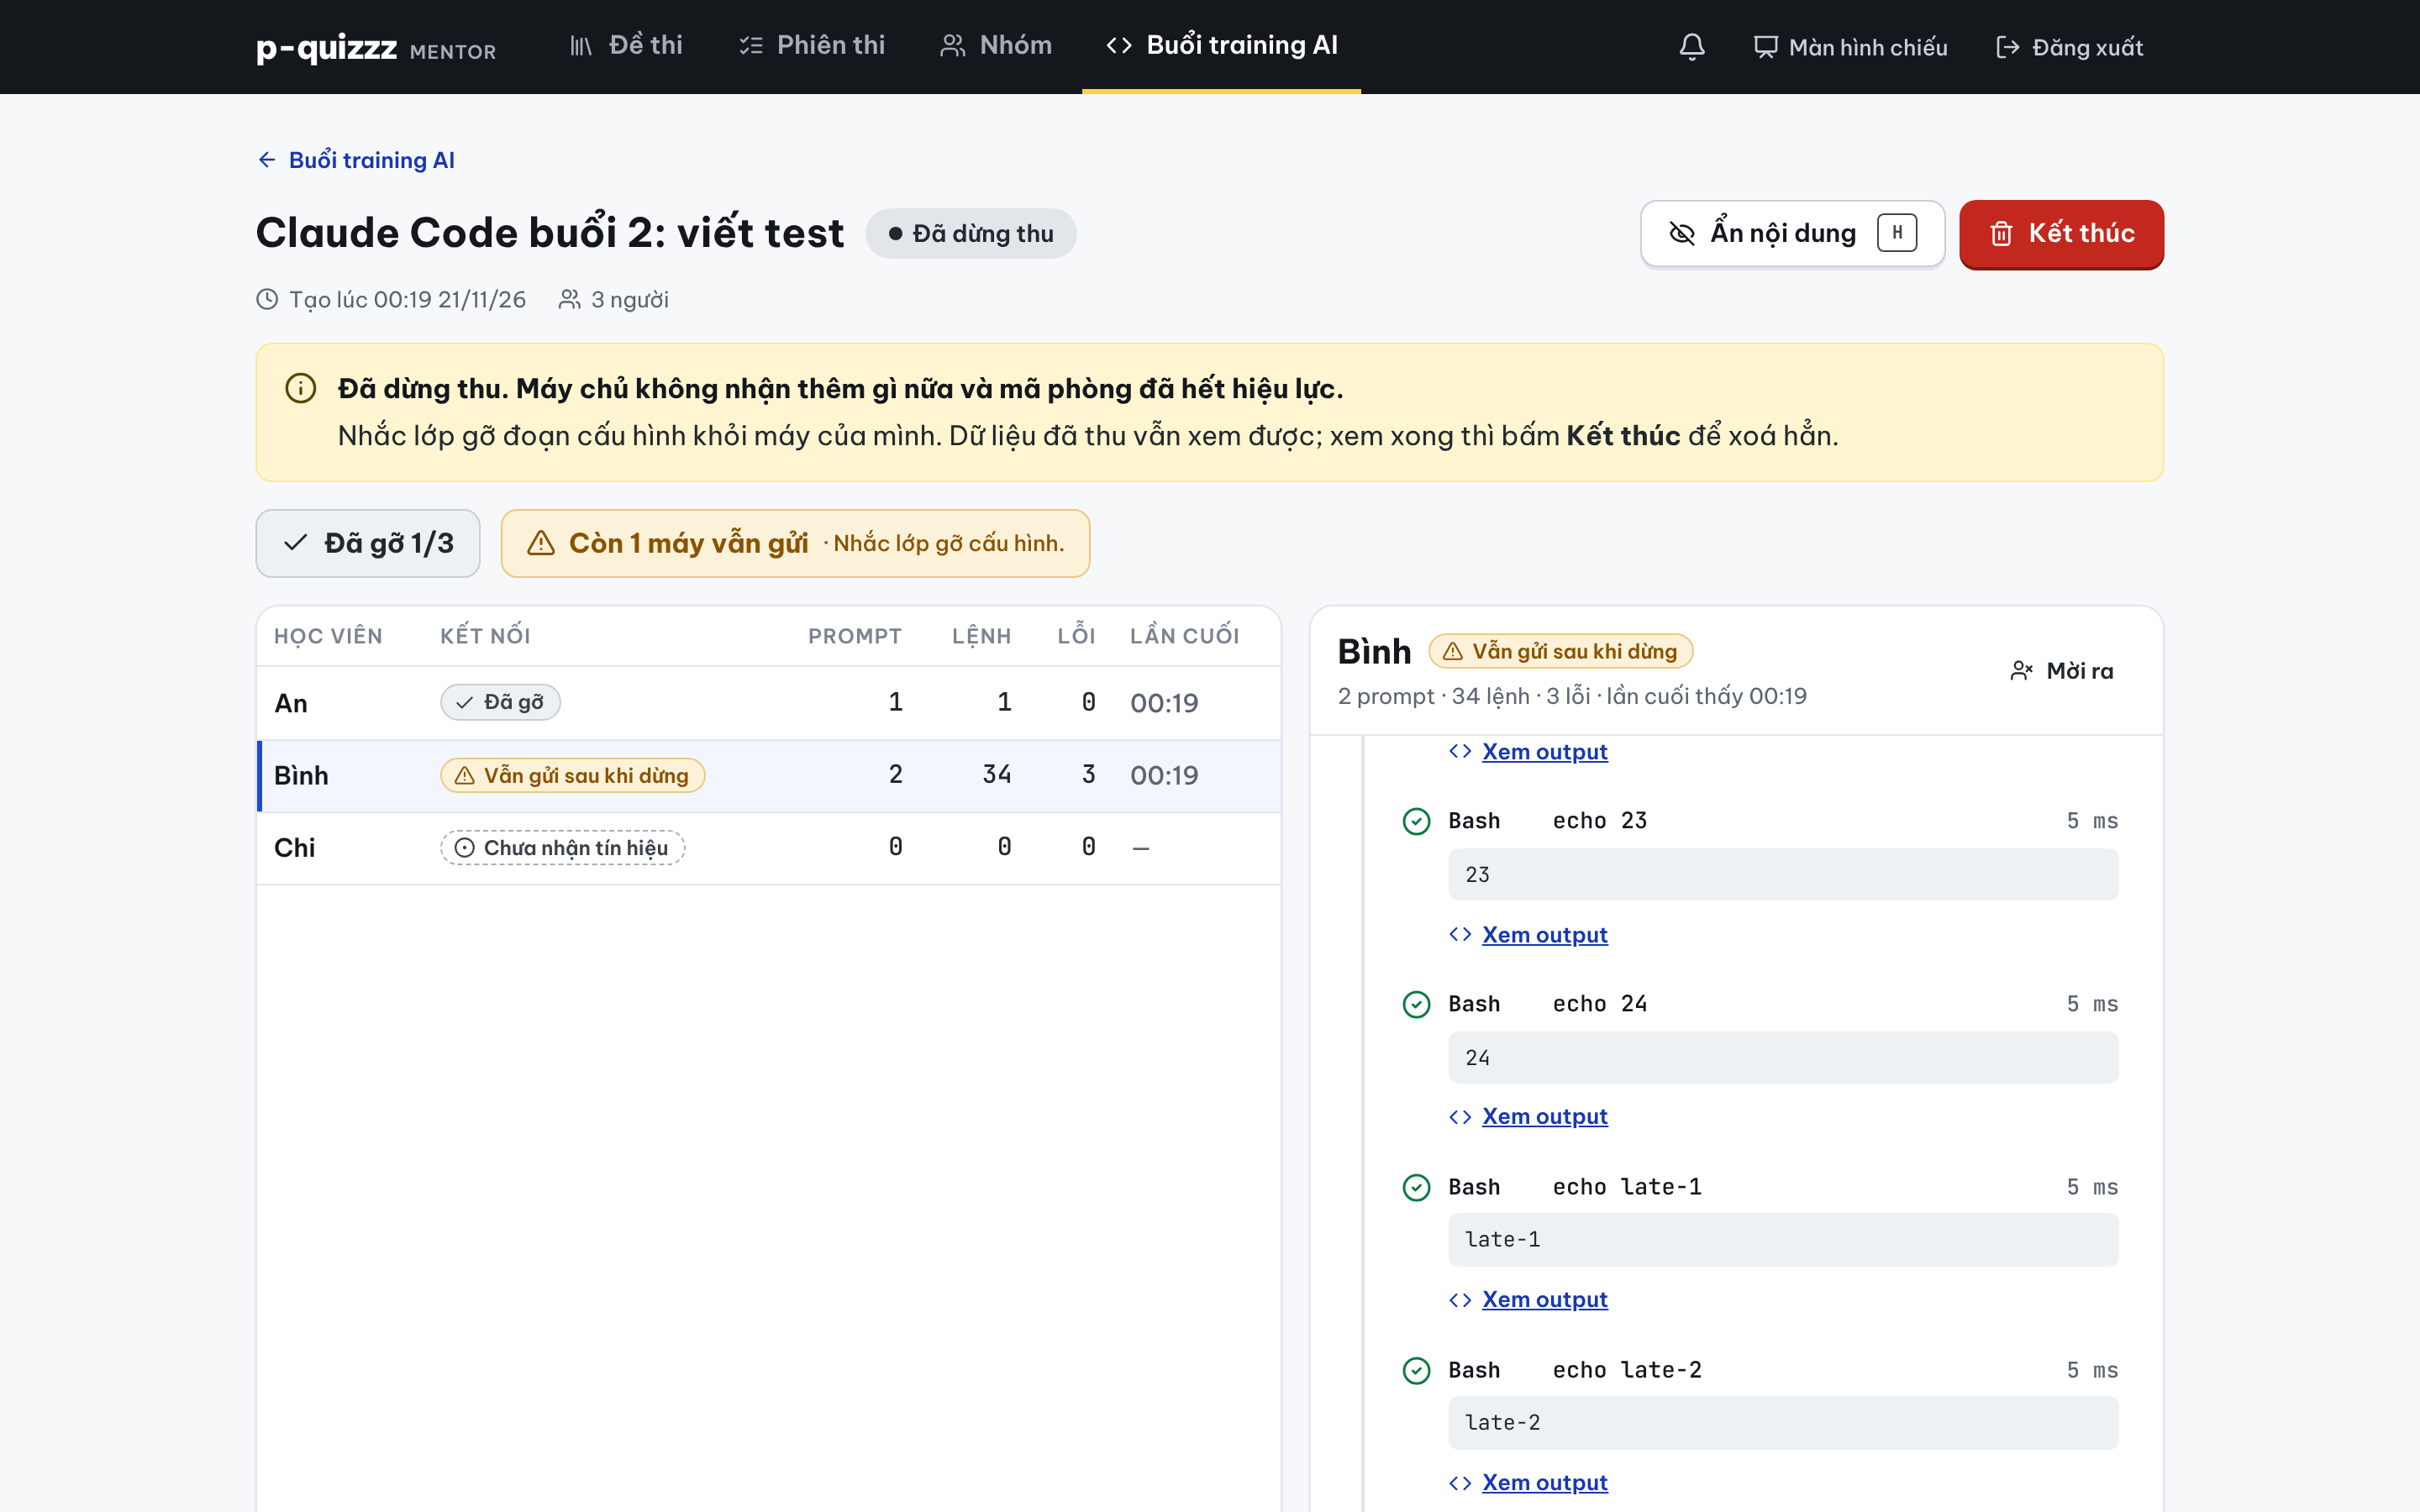 p-quizzz MENTOR Đề thi Phiên thi Nhóm Buổi training AI Màn hình chiếu Đăng xuất
Buổi training AI
Claude Code buổi 2: viết test Đã dừng thu Ẩn nội dung H Kết thúc
Tạo lúc 00:19 21/11/26 3 người
Đã dừng thu. Máy chủ không nhận thêm gì nữa và mã phòng đã hết hiệu lực.
Nhắc lớp gỡ đoạn cấu hình khỏi máy của mình. Dữ liệu đã thu vẫn xem được; xem xong thì bấm Kết thúc để xoá hẳn.
Đã gỡ 1/3 Còn 1 máy vẫn gửi · Nhắc lớp gỡ cấu hình.
HỌC VIÊN KẾT NỐI PROMPT LỆNH LỖI LẦN CUỐI
An Đã gỡ 1 1 0 00:19
Bình Vẫn gửi sau khi dừng 2 34 3 00:19
Chi Chưa nhận tín hiệu 0 0 0 –
Bình Vẫn gửi sau khi dừng Mời ra
2 prompt · 34 lệnh · 3 lỗi · lần cuối thấy 00:19
Xem output
Bash echo 23 5 ms
23
Xem output
Bash echo 24 5 ms
24
Xem output
Bash echo late-1 5 ms
late-1
Xem output
Bash echo late-2 5 ms
late-2
Xem output